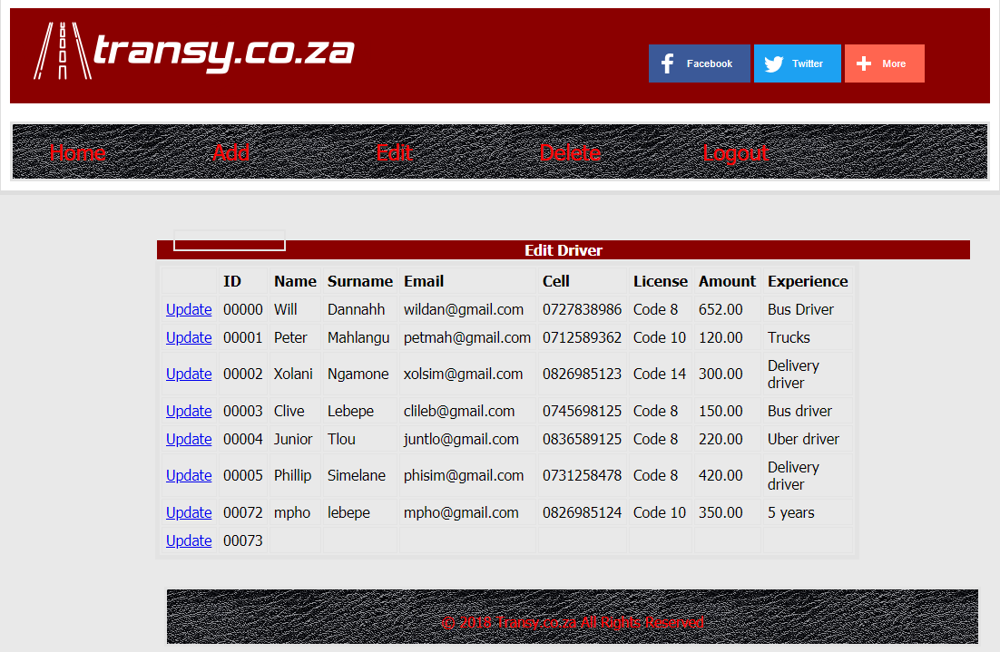 transy.co.za
Facebook Twitter More
Home Add Edit Delete Logout
Edit Driver
ID Name Surname Email Cell License Amount Experience
Update 00000 Will Dannahh wildan@gmail.com 0727838986 Code 8 652.00 Bus Driver
Update 00001 Peter Mahlangu petmah@gmail.com 0712589362 Code 10 120.00 Trucks
Update 00002 Xolani Ngamone xolsim@gmail.com 0826985123 Code 14 300.00 Delivery
driver
Update 00003 Clive Lebepe clileb@gmail.com 0745698125 Code 8 150.00 Bus driver
Update 00004 Junior Tlou juntlo@gmail.com 0836589125 Code 8 220.00 Uber driver
Update 00005 Phillip Simelane phisim@gmail.com 0731258478 Code 8 420.00 Delivery
driver
Update 00072 mpho lebepe mpho@gmail.com 0826985124 Code 10 350.00 5 years
Update 00073
© 2018 Transy.co.za All Rights Reserved